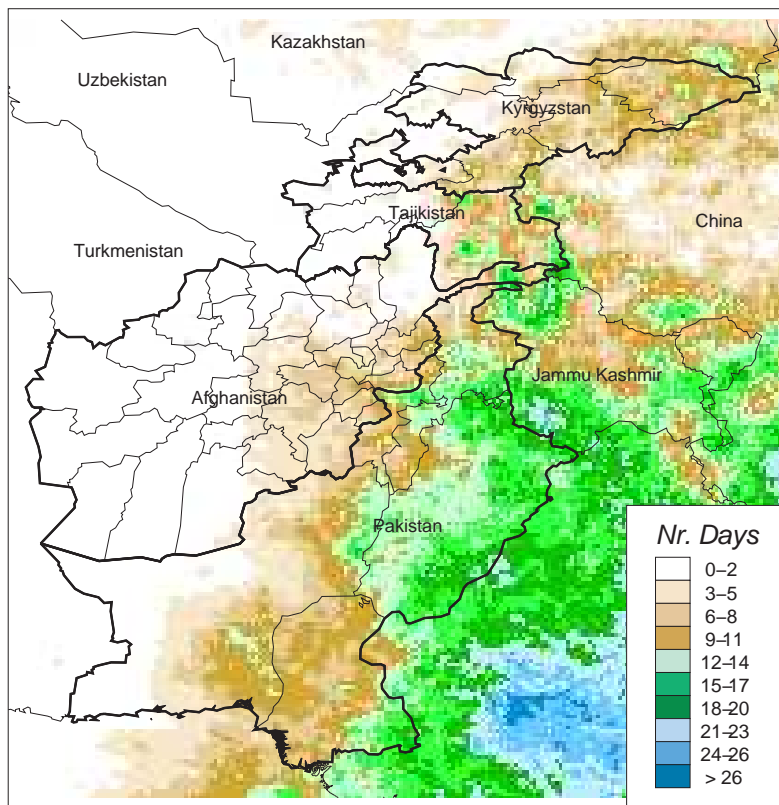 Kazakhstan
Uzbekistan
Kyrgyzstan
Tajikistan
China
Turkmenistan
Jammu Kashmir
Afghanistan
Pakistan
Nr. Days
0–2
3–5
6–8
9–11
12–14
15–17
18–20
21–23
24–26
> 26